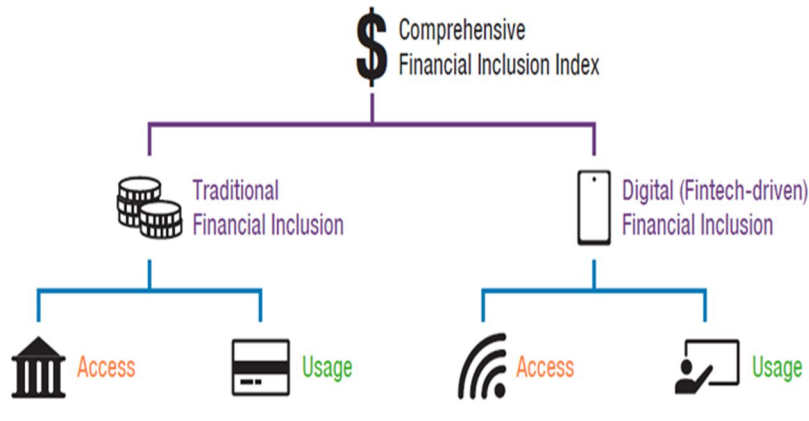 $ Comprehensive
Financial Inclusion Index
Traditional
Financial Inclusion
Digital (Fintech-driven)
Financial Inclusion
Access
Usage
Access
Usage